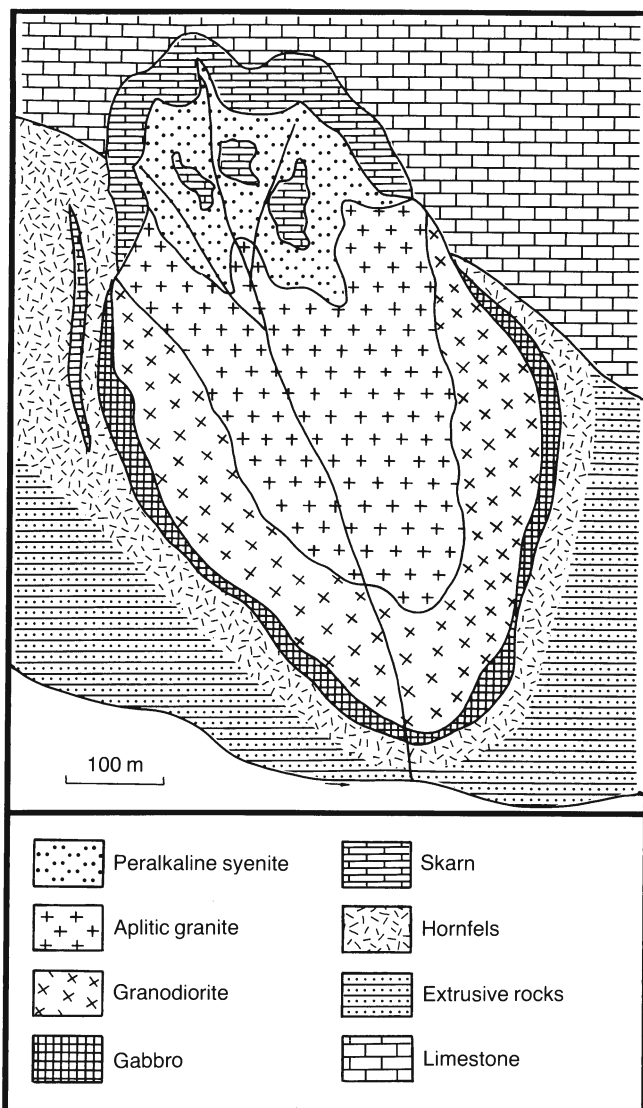 100 m
Peralkaline syenite
Skarn
Aplitic granite
Hornfels
Granodiorite
Extrusive rocks
Gabbro
Limestone